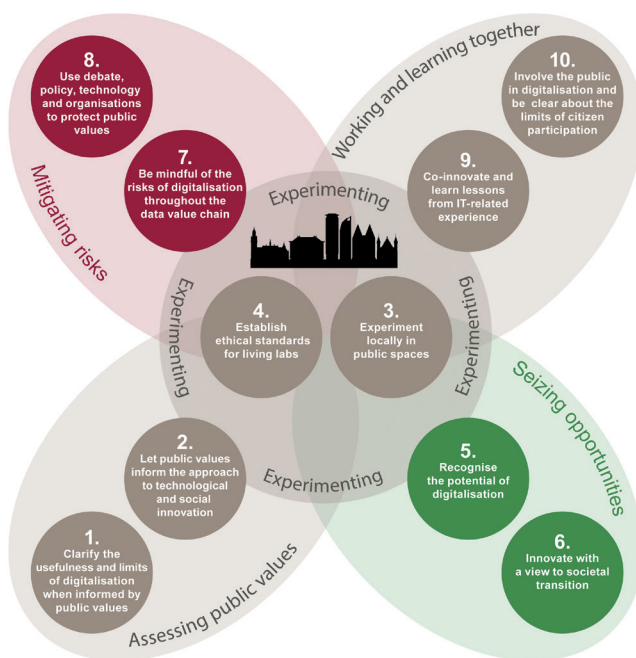 8.
Use debate,
policy, technology
and organisations
to protect public
values
7.
Be mindful of the
risks of digitalisation
throughout the
data value chain
Mitigating risks
Working and learning together
10.
Involve the public
in digitalisation and
be clear about the
limits of citizen
participation
9.
Co-innovate and
learn lessons
from IT-related
experience
Experimenting
Experimenting
Experimenting
Experimenting
4.
Establish
ethical standards
for living labs
3.
Experiment
locally in
public spaces
2.
Let public values
inform the approach
to technological
and social
innovation
1.
Clarify the
usefulness and limits
of digitalisation
when informed by
public values
Assessing public values
Seizing opportunities
5.
Recognise
the potential of
digitalisation
6.
Innovate with
a view to societal
transition